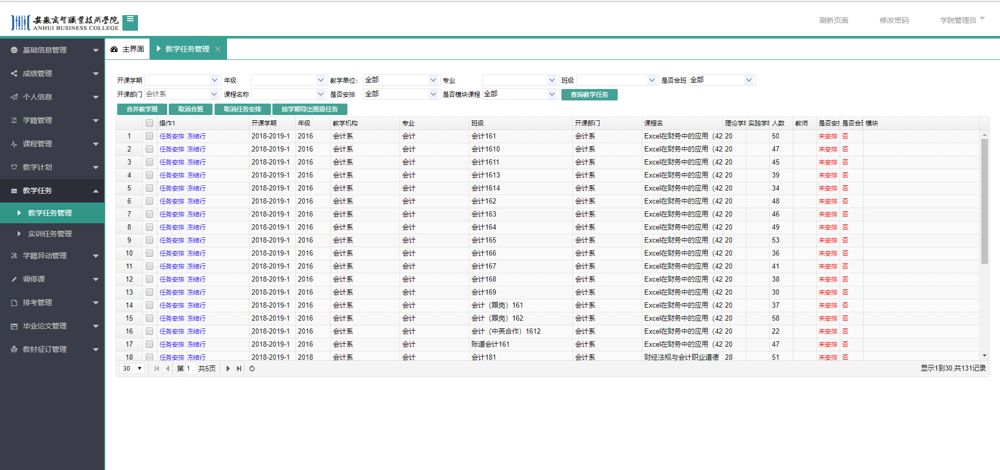 安徽商贸職業技術學院
ANHUI BUSINESS COLLEGE
刷新页面 修改密码 学院管理员
基础信息管理
成绩管理
个人信息
学籍管理
课程管理
教学计划
教学任务
教学任务管理
实训任务管理
学籍异动管理
调停课
排考管理
毕业论文管理
教材征订管理
主界面 教学任务管理
开课学期 年级 教学单位: 全部 专业 班级 是否合班 全部
开课部门 会计系 课程名称 是否安排 全部 是否模块课程 全部 查询教学任务
合并教学班 取消合班 取消任务安排 按学期导出班级任务
操作1 开课学期 年级 教学机构 专业 班级 开课部门 课程名 理论学时 实践学时 人数 教师 是否安排 是否合班 模块
1 任务安排 冻结行 2018-2019-1 2016 会计系 会计 会计161 会计系 Excel在财务中的应用（42 20 50 未安排 否
2 任务安排 冻结行 2018-2019-1 2016 会计系 会计 会计1610 会计系 Excel在财务中的应用（42 20 47 未安排 否
3 任务安排 冻结行 2018-2019-1 2016 会计系 会计 会计1611 会计系 Excel在财务中的应用（42 20 45 未安排 否
4 任务安排 冻结行 2018-2019-1 2016 会计系 会计 会计1613 会计系 Excel在财务中的应用（42 20 39 未安排 否
5 任务安排 冻结行 2018-2019-1 2016 会计系 会计 会计1614 会计系 Excel在财务中的应用（42 20 34 未安排 否
6 任务安排 冻结行 2018-2019-1 2016 会计系 会计 会计162 会计系 Excel在财务中的应用（42 20 48 未安排 否
7 任务安排 冻结行 2018-2019-1 2016 会计系 会计 会计163 会计系 Excel在财务中的应用（42 20 46 未安排 否
8 任务安排 冻结行 2018-2019-1 2016 会计系 会计 会计164 会计系 Excel在财务中的应用（42 20 49 未安排 否
9 任务安排 冻结行 2018-2019-1 2016 会计系 会计 会计165 会计系 Excel在财务中的应用（42 20 53 未安排 否
10 任务安排 冻结行 2018-2019-1 2016 会计系 会计 会计166 会计系 Excel在财务中的应用（42 20 36 未安排 否
11 任务安排 冻结行 2018-2019-1 2016 会计系 会计 会计167 会计系 Excel在财务中的应用（42 20 41 未安排 否
12 任务安排 冻结行 2018-2019-1 2016 会计系 会计 会计168 会计系 Excel在财务中的应用（42 20 38 未安排 否
13 任务安排 冻结行 2018-2019-1 2016 会计系 会计 会计169 会计系 Excel在财务中的应用（42 20 30 未安排 否
14 任务安排 冻结行 2018-2019-1 2016 会计系 会计 会计（跟岗）161 会计系 Excel在财务中的应用（42 20 37 未安排 否
15 任务安排 冻结行 2018-2019-1 2016 会计系 会计 会计（跟岗）162 会计系 Excel在财务中的应用（42 20 58 未安排 否
16 任务安排 冻结行 2018-2019-1 2016 会计系 会计 会计（中英合作）1612 会计系 Excel在财务中的应用（42 20 22 未安排 否
17 任务安排 冻结行 2018-2019-1 2016 会计系 会计 账道会计161 会计系 Excel在财务中的应用（42 20 47 未安排 否
18 任务安排 冻结行 2018-2019-1 2018 会计系 会计 会计181 会计系 财经法规与会计职业道德 28 51 未安排 否
30 第 1 共5页 显示1到30,共131记录